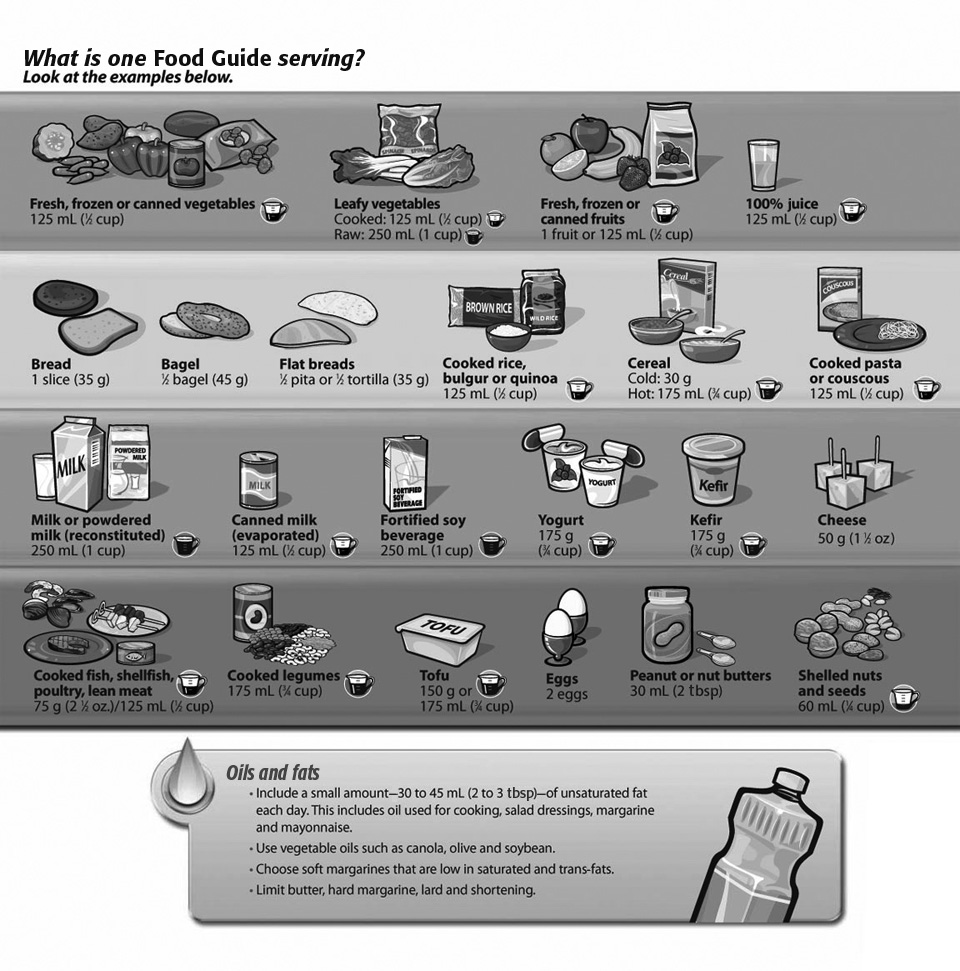 What is one Food Guide serving?
Look at the examples below.
SPINACH SPINACH
Fresh, frozen or canned vegetables
125 mL (½ cup)
Leafy vegetables
Cooked: 125 mL (½ cup)
Raw: 250 mL (1 cup)
Fresh, frozen or
canned fruits
1 fruit or 125 mL (½ cup)
100% juice
125 mL (½ cup)
BROWN RICE
WILD RICE
Cereal
COUSCOUS
Bread
1 slice (35 g)
Bagel
½ bagel (45 g)
Flat breads
½ pita or ½ tortilla (35 g)
Cooked rice,
bulgur or quinoa
125 mL (½ cup)
Cereal
Cold: 30 g
Hot: 175 mL (¾ cup)
Cooked pasta
or couscous
125 mL (½ cup)
MILK
POWDERED
MILK
MILK
FORTIFIED
SOY
BEVERAGE
YOGURT
Kefir
Milk or powdered
milk (reconstituted)
250 mL (1 cup)
Canned milk
(evaporated)
125 mL (½ cup)
Fortified soy
beverage
250 mL (1 cup)
Yogurt
175 g
(¾ cup)
Kefir
175 g
(¾ cup)
Cheese
50 g (1 ½ oz)
TOFU
Cooked fish, shellfish,
poultry, lean meat
75 g (2 ½ oz.)/125 mL (½ cup)
Cooked legumes
175 mL (¾ cup)
Tofu
150 g or
175 mL (¾ cup)
Eggs
2 eggs
Peanut or nut butters
30 mL (2 tbsp)
Shelled nuts
and seeds
60 mL (¼ cup)
Oils and fats
• Include a small amount—30 to 45 mL (2 to 3 tbsp)—of unsaturated fat
each day. This includes oil used for cooking, salad dressings, margarine
and mayonnaise.
• Use vegetable oils such as canola, olive and soybean.
• Choose soft margarines that are low in saturated and trans-fats.
• Limit butter, hard margarine, lard and shortening.